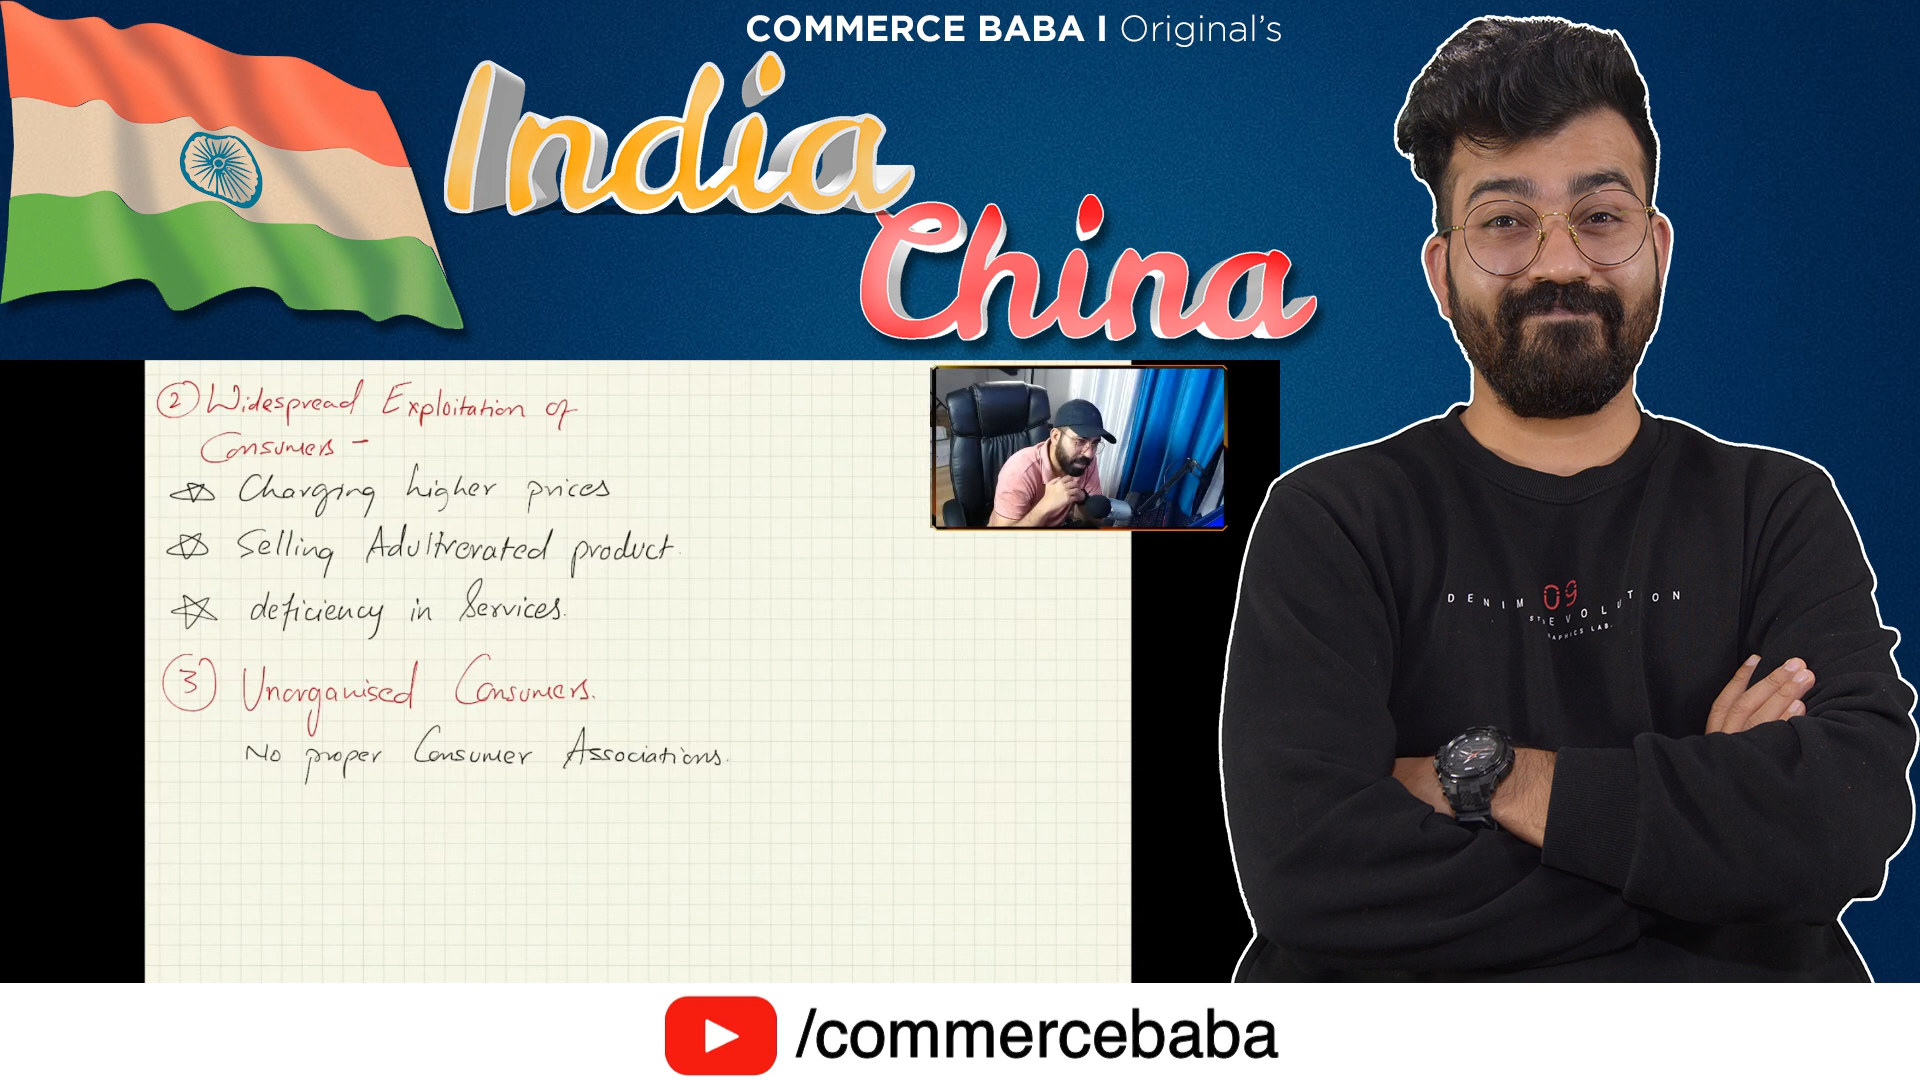 COMMERCE BABA I Original's
India
China
② Widespread Exploitation of
Consumers -
Charging higher prices
Selling Adultrerated product.
deficiency in Services.
③ Unorganised Consumers.
No proper Consumer Associations.
DENIM 09 EVOLUTION
/commercebaba